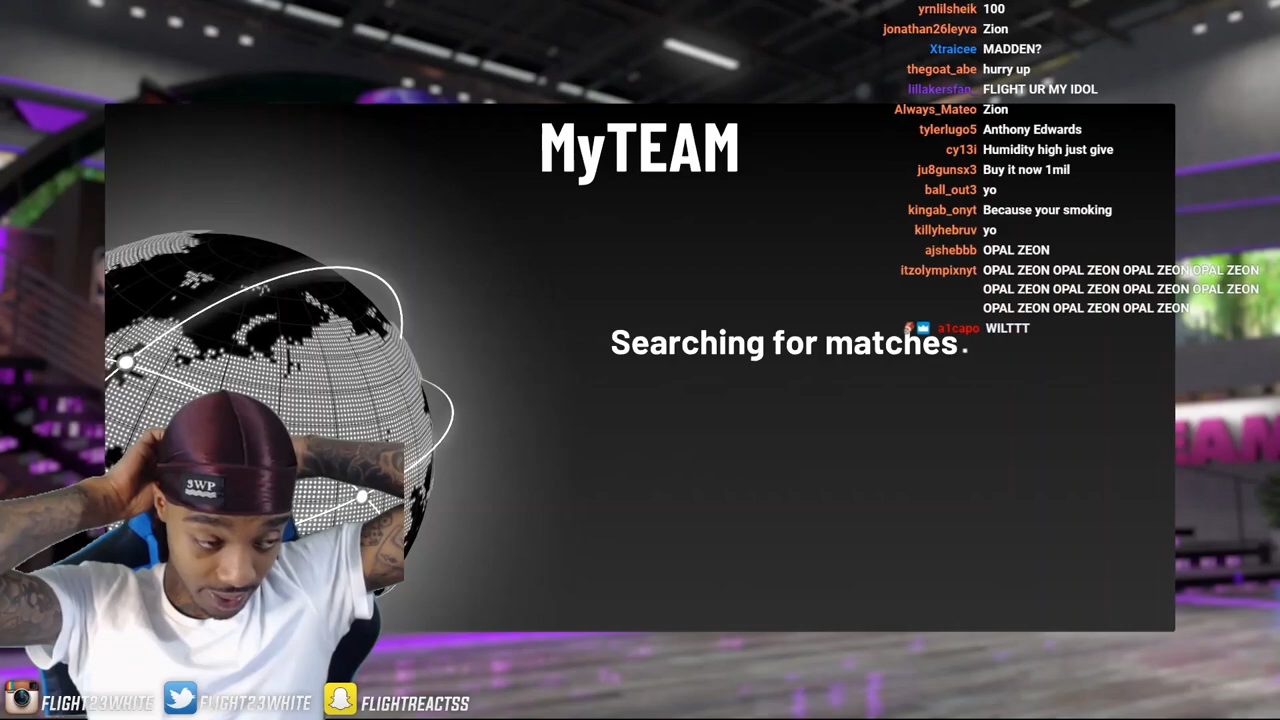 yrnlilsheik 100
jonathan26leyva Zion
Xtraicee MADDEN?
thegoat_abe hurry up
lillakersfan_ FLIGHT UR MY IDOL
Always_Mateo Zion
tylerlugo5 Anthony Edwards
cy13i Humidity high just give
ju8gunsx3 Buy it now 1mil
ball_out3 yo
kingab_onyt Because your smoking
killyhebruv yo
ajshebbb OPAL ZEON
itzolympixnyt OPAL ZEON OPAL ZEON OPAL ZEON OPAL ZEON
OPAL ZEON OPAL ZEON OPAL ZEON OPAL ZEON
OPAL ZEON OPAL ZEON OPAL ZEON
a1capo WILTTT
MyTEAM
Searching for matches.
EAM
3WP
FLIGHT23WHITE
FLIGHT23WHITE
FLIGHTREACTSS